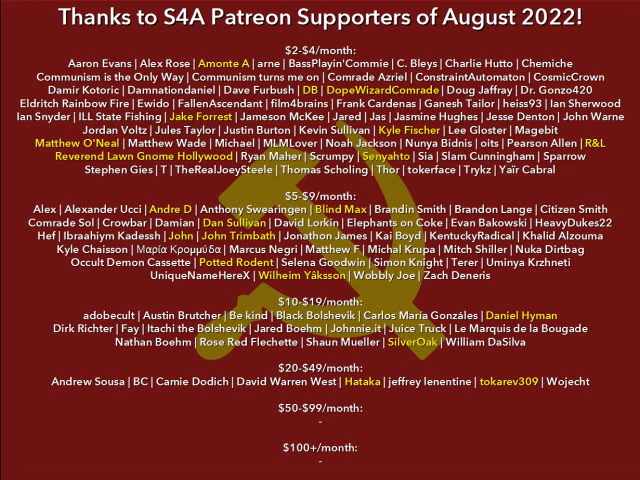 Thanks to S4A Patreon Supporters of August 2022!
$2-$4/month:
Aaron Evans | Alex Rose | Amonte A | arne | BassPlayin'Commie | C. Bleys | Charlie Hutto | Chemiche
Communism is the Only Way | Communism turns me on | Comrade Azriel | ConstraintAutomaton | CosmicCrown
Damir Kotoric | Damnationdaniel | Dave Furbush | DB | DopeWizardComrade | Doug Jaffray | Dr. Gonzo420
Eldritch Rainbow Fire | Ewido | FallenAscendant | film4brains | Frank Cardenas | Ganesh Tailor | heiss93 | Ian Sherwood
Ian Snyder | ILL State Fishing | Jake Forrest | Jameson McKee | Jared | Jas | Jasmine Hughes | Jesse Denton | John Warne
Jordan Voltz | Jules Taylor | Justin Burton | Kevin Sullivan | Kyle Fischer | Lee Gloster | Magebit
Matthew O'Neal | Matthew Wade | Michael | MLMLover | Noah Jackson | Nunya Bidnis | oits | Pearson Allen | R&L
Reverend Lawn Gnome Hollywood | Ryan Maher | Scrumpy | Senyahto | Sia | Slam Cunningham | Sparrow
Stephen Gies | T | TheRealJoeySteele | Thomas Scholing | Thor | tokerface | Trykz | Yaïr Cabral
$5-$9/month:
Alex | Alexander Ucci | Andre D | Anthony Swearingen | Blind Max | Brandin Smith | Brandon Lange | Citizen Smith
Comrade Sol | Crowbar | Damian | Dan Sullivan | David Lorkin | Elephants on Coke | Evan Bakowski | HeavyDukes22
Hef | Ibraahiym Kadessh | John | John Trimbath | Jonathon James | Kai Boyd | KentuckyRadical | Khalid Alzouma
Kyle Chaisson | Μαρία Κρομμύδα | Marcus Negri | Matthew F | Michal Krupa | Mitch Shiller | Nuka Dirtbag
Occult Demon Cassette | Potted Rodent | Selena Goodwin | Simon Knight | Terer | Uminya Krzhneti
UniqueNameHereX | Wilheim Yáksson | Wobbly Joe | Zach Deneris
$10-$19/month:
adobecult | Austin Brutcher | Be kind | Black Bolshevik | Carlos María Gonzáles | Daniel Hyman
Dirk Richter | Fay | Itachi the Bolshevik | Jared Boehm | Johnnie.it | Juice Truck | Le Marquis de la Bougade
Nathan Boehm | Rose Red Flechette | Shaun Mueller | SilverOak | William DaSilva
$20-$49/month:
Andrew Sousa | BC | Camie Dodich | David Warren West | Hataka | jeffrey lenentine | tokarev309 | Wojecht
$50-$99/month:
-
$100+/month:
-